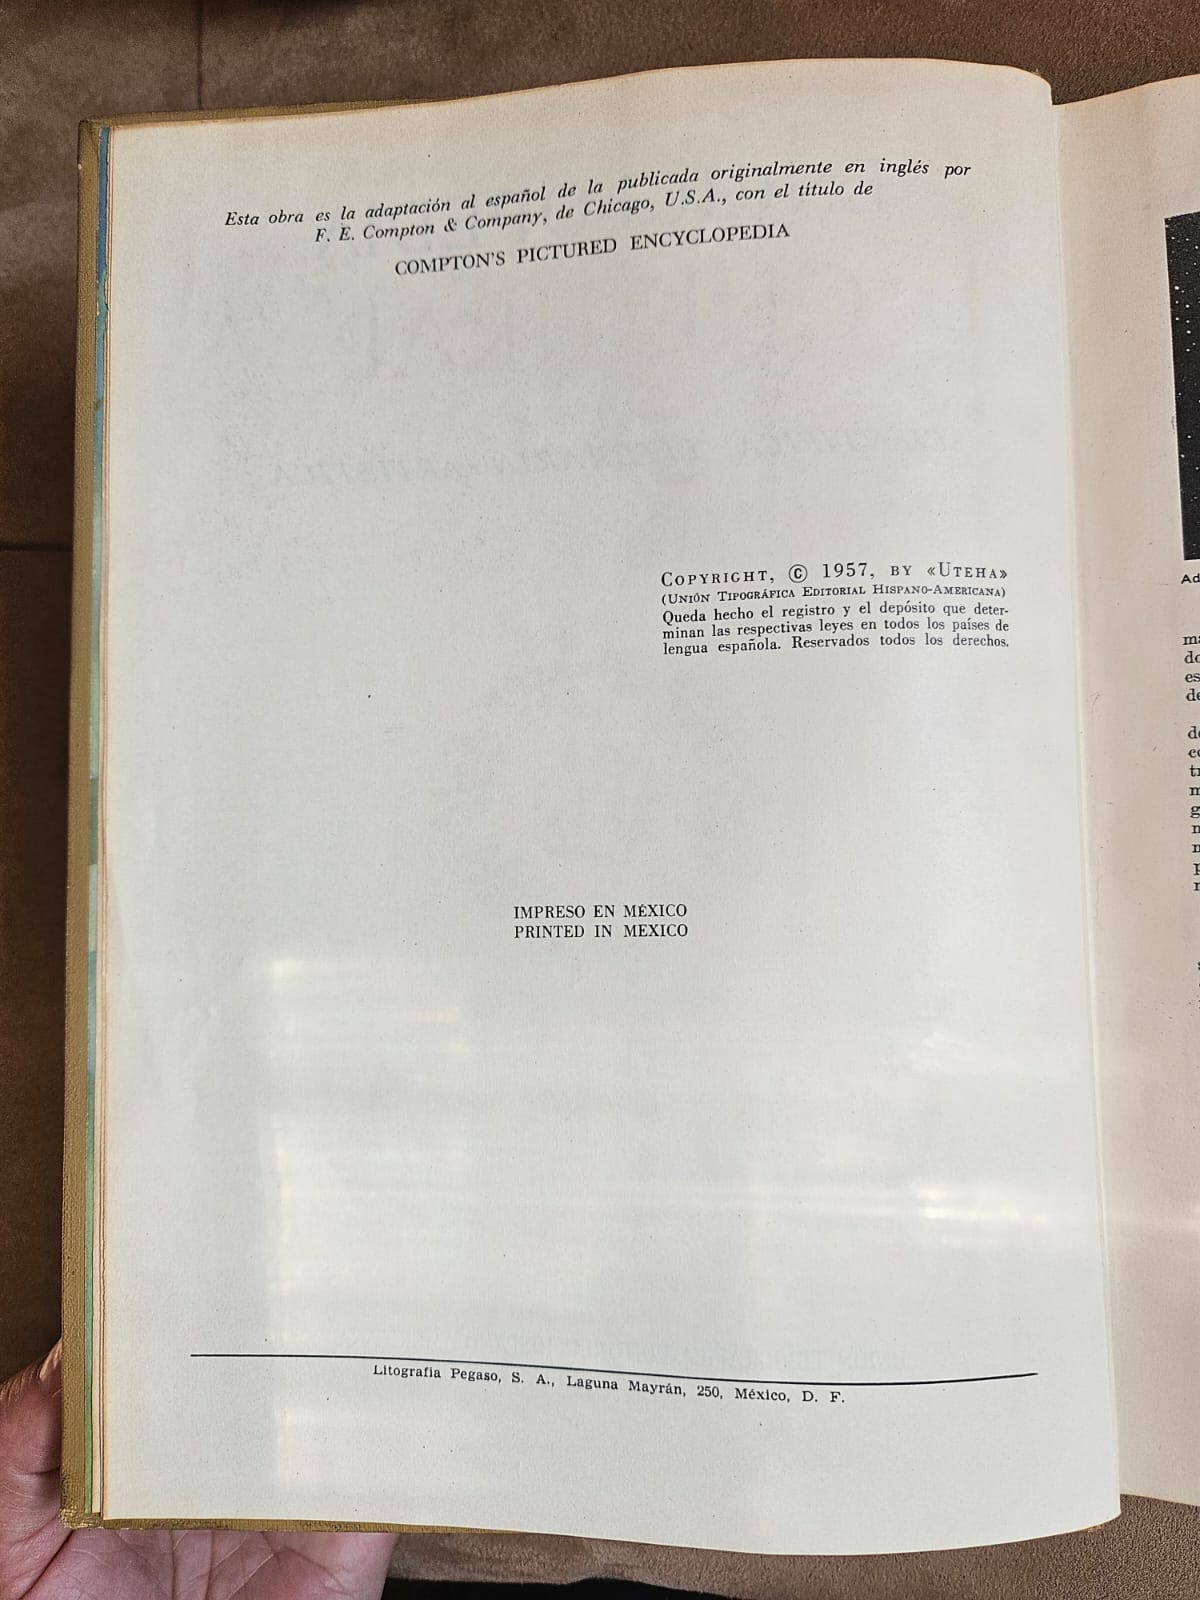 Esta obra es la adaptación al español de la publicada originalmente en inglés por
F. E. Compton & Company, de Chicago, U.S.A., con el título de
COMPTON'S PICTURED ENCYCLOPEDIA
COPYRIGHT, © 1957, BY «UTEHA»
(UNIÓN TIPOGRÁFICA EDITORIAL HISPANO-AMERICANA)
Queda hecho el registro y el depósito que deter-
minan las respectivas leyes en todos los países de
lengua española. Reservados todos los derechos.
IMPRESO EN MÉXICO
PRINTED IN MEXICO
Litografía Pegaso, S. A., Laguna Mayrán, 250, México, D. F.
Ad